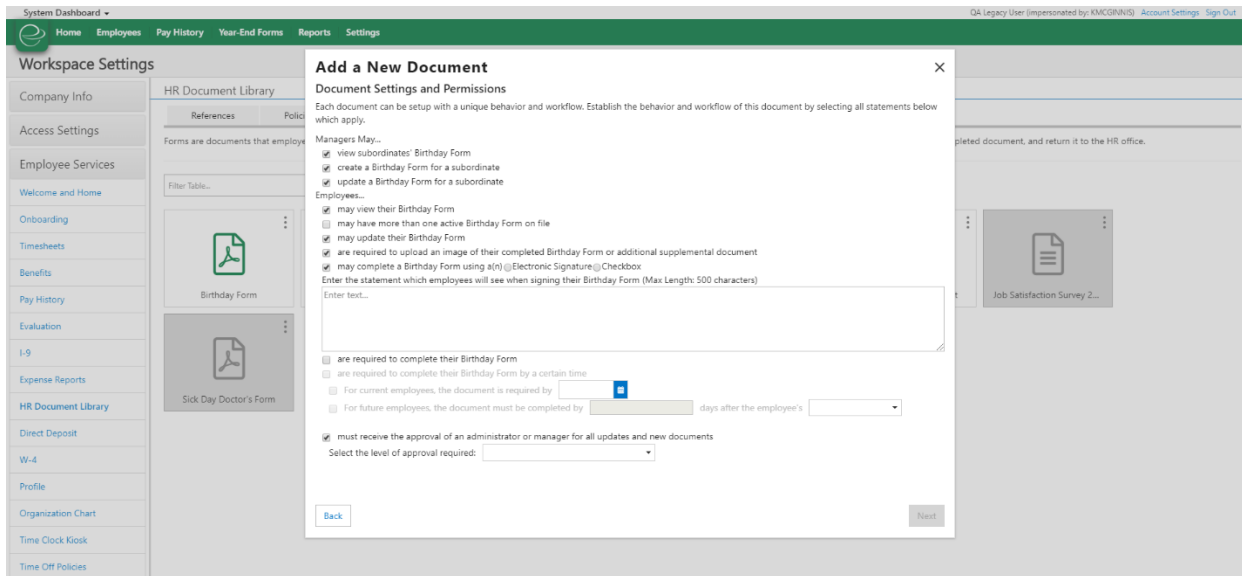 System Dashboard
QA Legacy User (impersonated by: KMCGINNIS) Account Settings Sign Out
Home Employees Pay History Year-End Forms Reports Settings
Workspace Settings
Company Info
Access Settings
Employee Services
Welcome and Home
Onboarding
Timesheets
Benefits
Pay History
Evaluation
I-9
Expense Reports
HR Document Library
Direct Deposit
W-4
Profile
Organization Chart
Time Clock Kiosk
Time Off Policies
HR Document Library
References Polici
Forms are documents that employe
pleted document, and return it to the HR office.
Filter Table...
Birthday Form
t
Job Satisfaction Survey 2...
Sick Day Doctor's Form
Add a New Document
Document Settings and Permissions
Each document can be setup with a unique behavior and workflow. Establish the behavior and workflow of this document by selecting all statements below
which apply.
Managers May...
view subordinates' Birthday Form
create a Birthday Form for a subordinate
update a Birthday Form for a subordinate
Employees...
may view their Birthday Form
may have more than one active Birthday Form on file
may update their Birthday Form
are required to upload an image of their completed Birthday Form or additional supplemental document
may complete a Birthday Form using a(n) Electronic Signature Checkbox
Enter the statement which employees will see when signing their Birthday Form (Max Length: 500 characters)
Enter text...
are required to complete their Birthday Form
are required to complete their Birthday Form by a certain time
For current employees, the document is required by
For future employees, the document must be completed by days after the employee's
must receive the approval of an administrator or manager for all updates and new documents
Select the level of approval required:
Back
Next